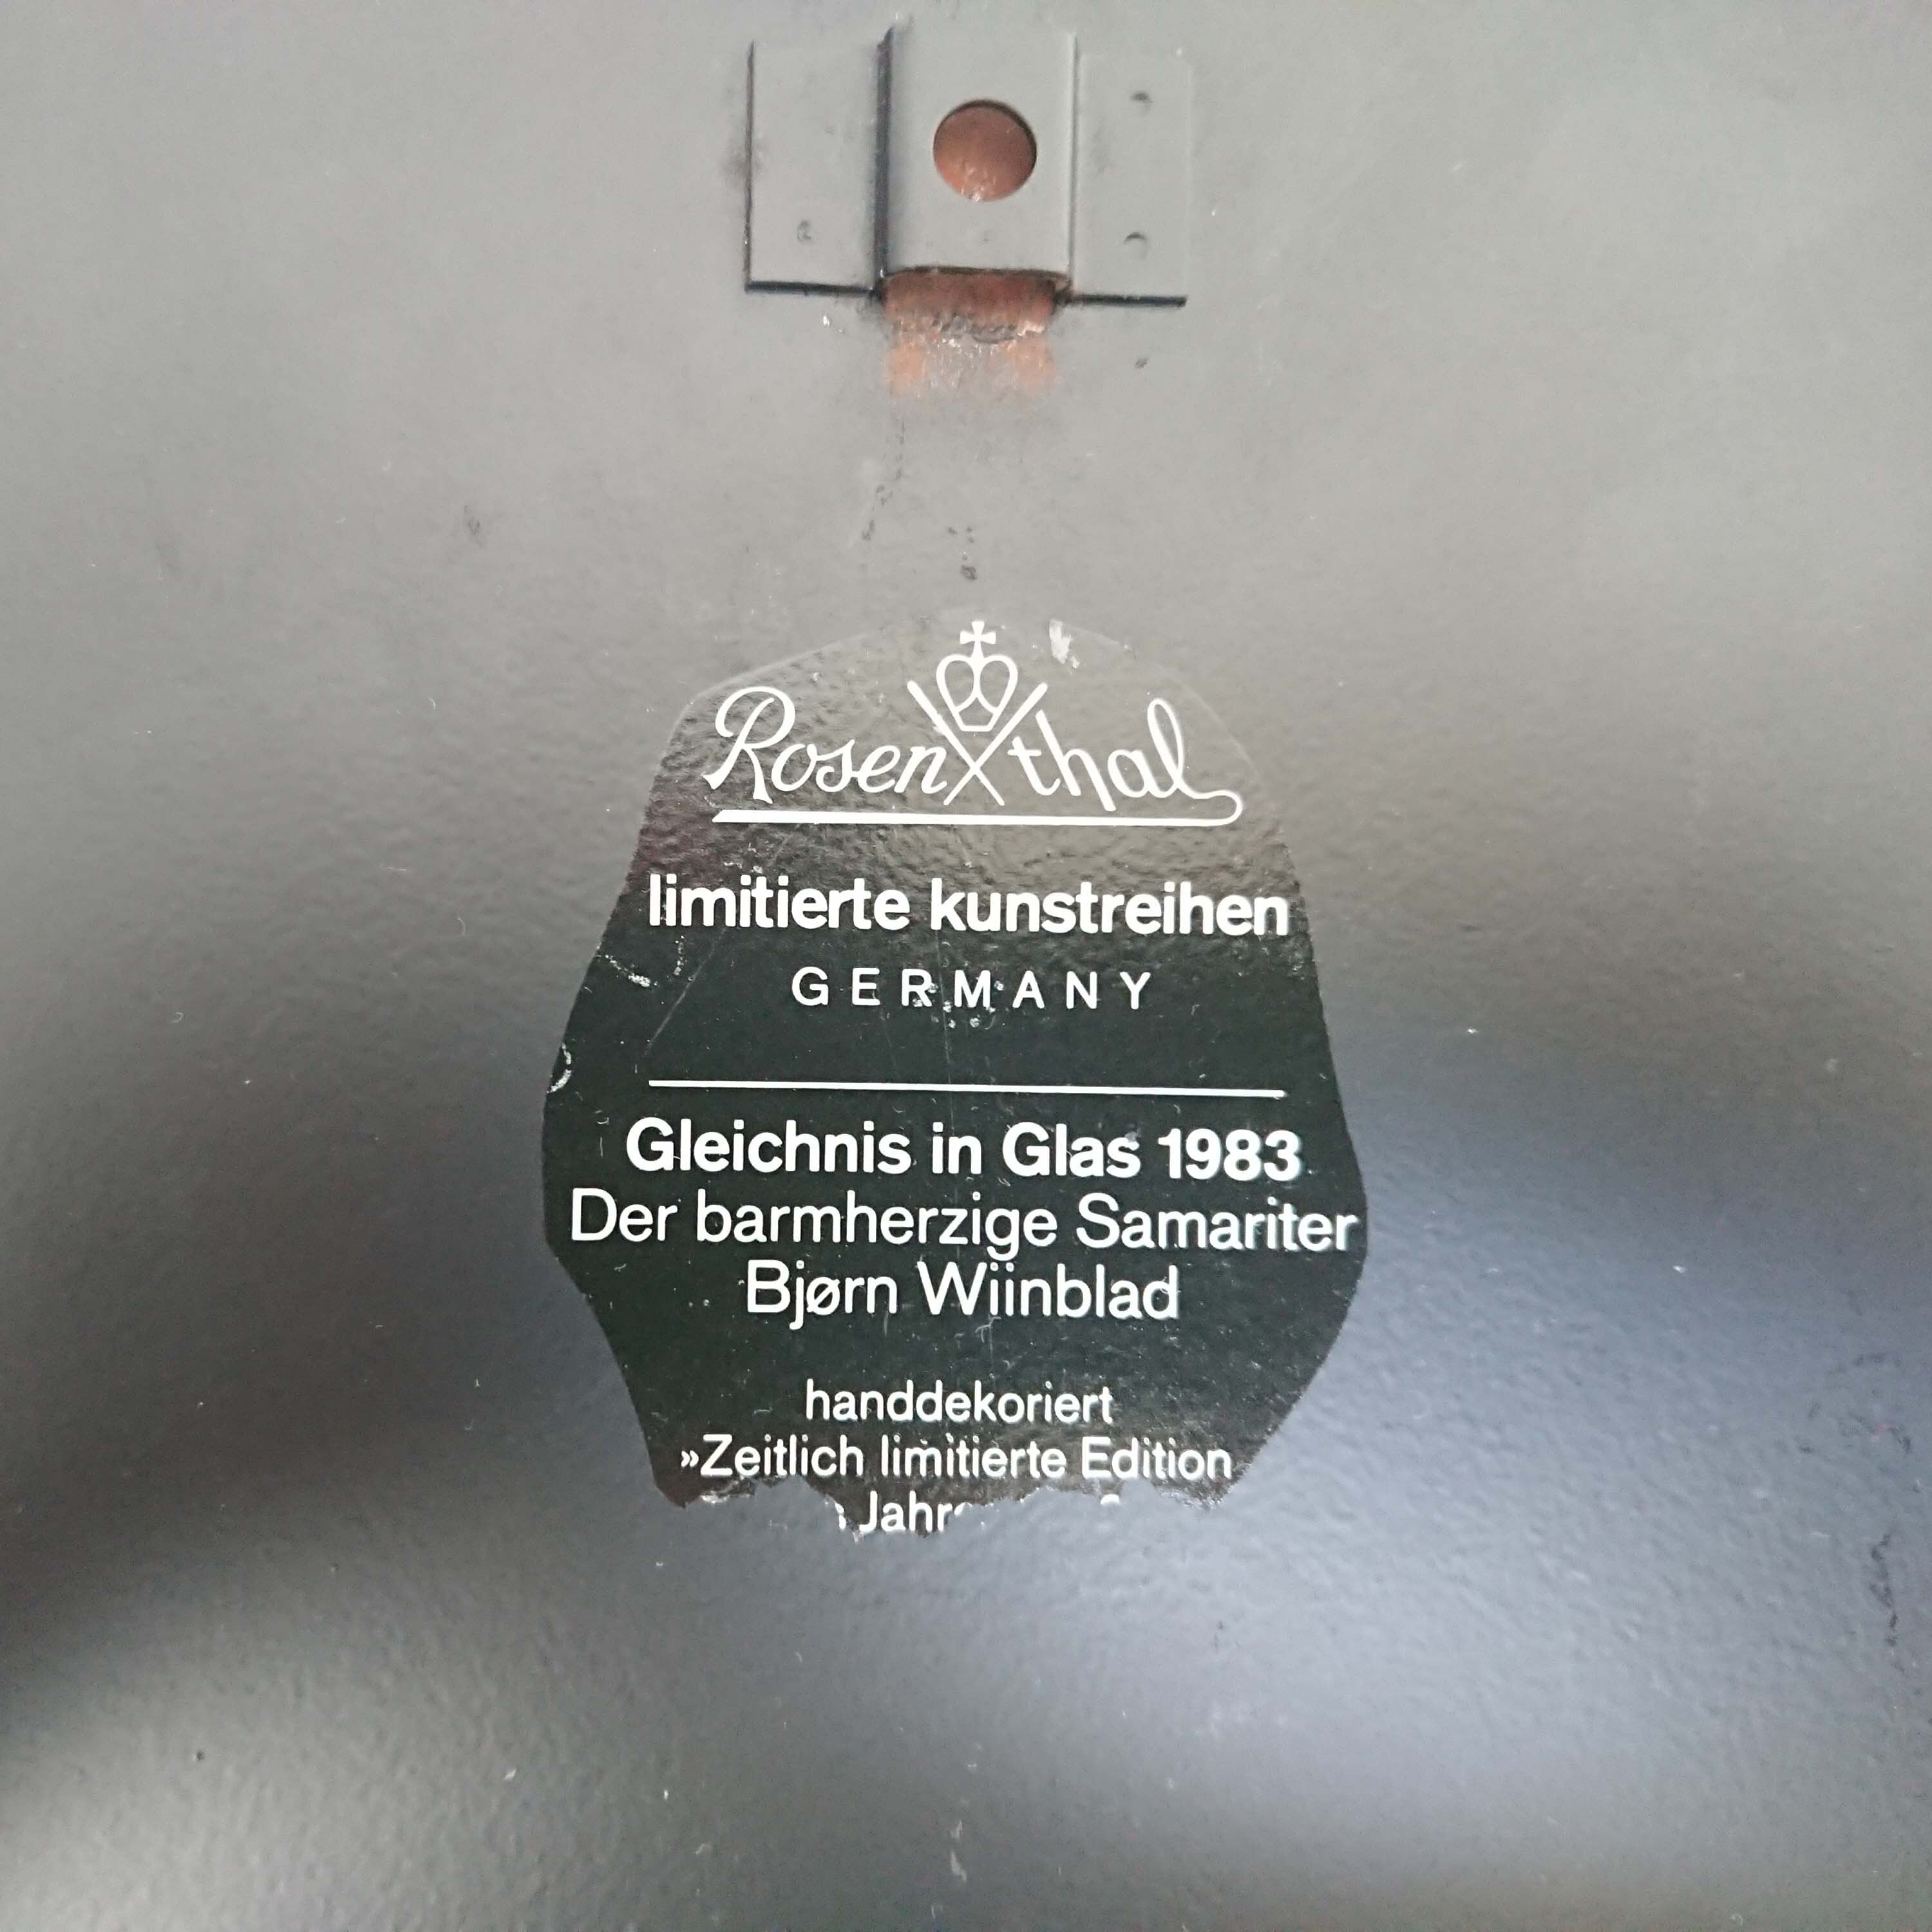 Rosenthal
limitierte kunstreihen
GERMANY
Gleichnis in Glas 1983
Der barmherzige Samariter
Bjørn Wiinblad
handdekoriert
»Zeitlich limitierte Edition